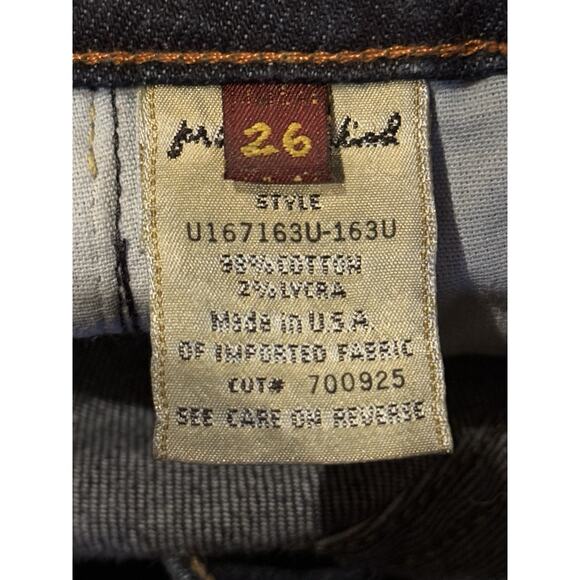 26
STYLE
U167163U-163U
98% COTTON
2% LYCRA
Made in U.S.A.
OF IMPORTED FABRIC
CUT# 700925
SEE CARE ON REVERSE